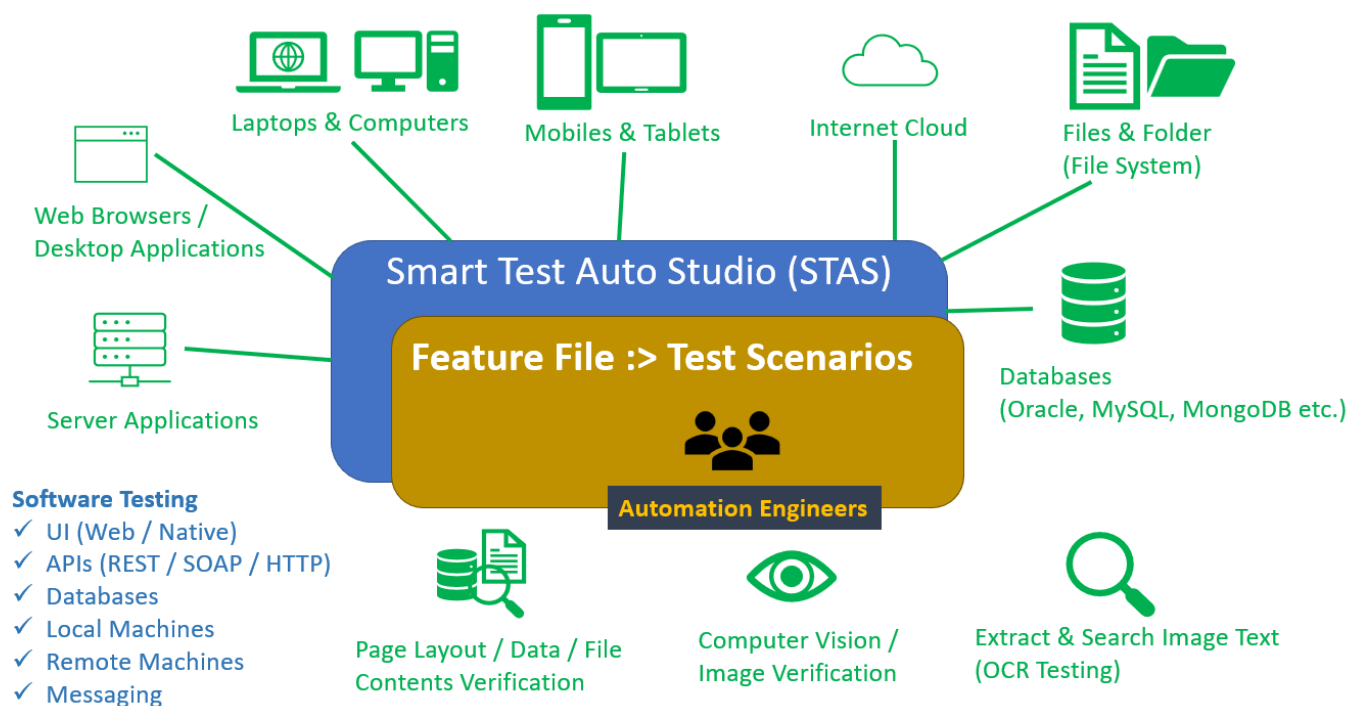 Laptops & Computers
Mobiles & Tablets
Internet Cloud
Files & Folder
(File System)
Web Browsers /
Desktop Applications
Smart Test Auto Studio (STAS)
Feature File :> Test Scenarios
Server Applications
Databases
(Oracle, MySQL, MongoDB etc.)
Automation Engineers
Software Testing
✓ UI (Web / Native)
✓ APIs (REST / SOAP / HTTP)
✓ Databases
✓ Local Machines
✓ Remote Machines
✓ Messaging
Page Layout / Data / File
Contents Verification
Computer Vision /
Image Verification
Extract & Search Image Text
(OCR Testing)